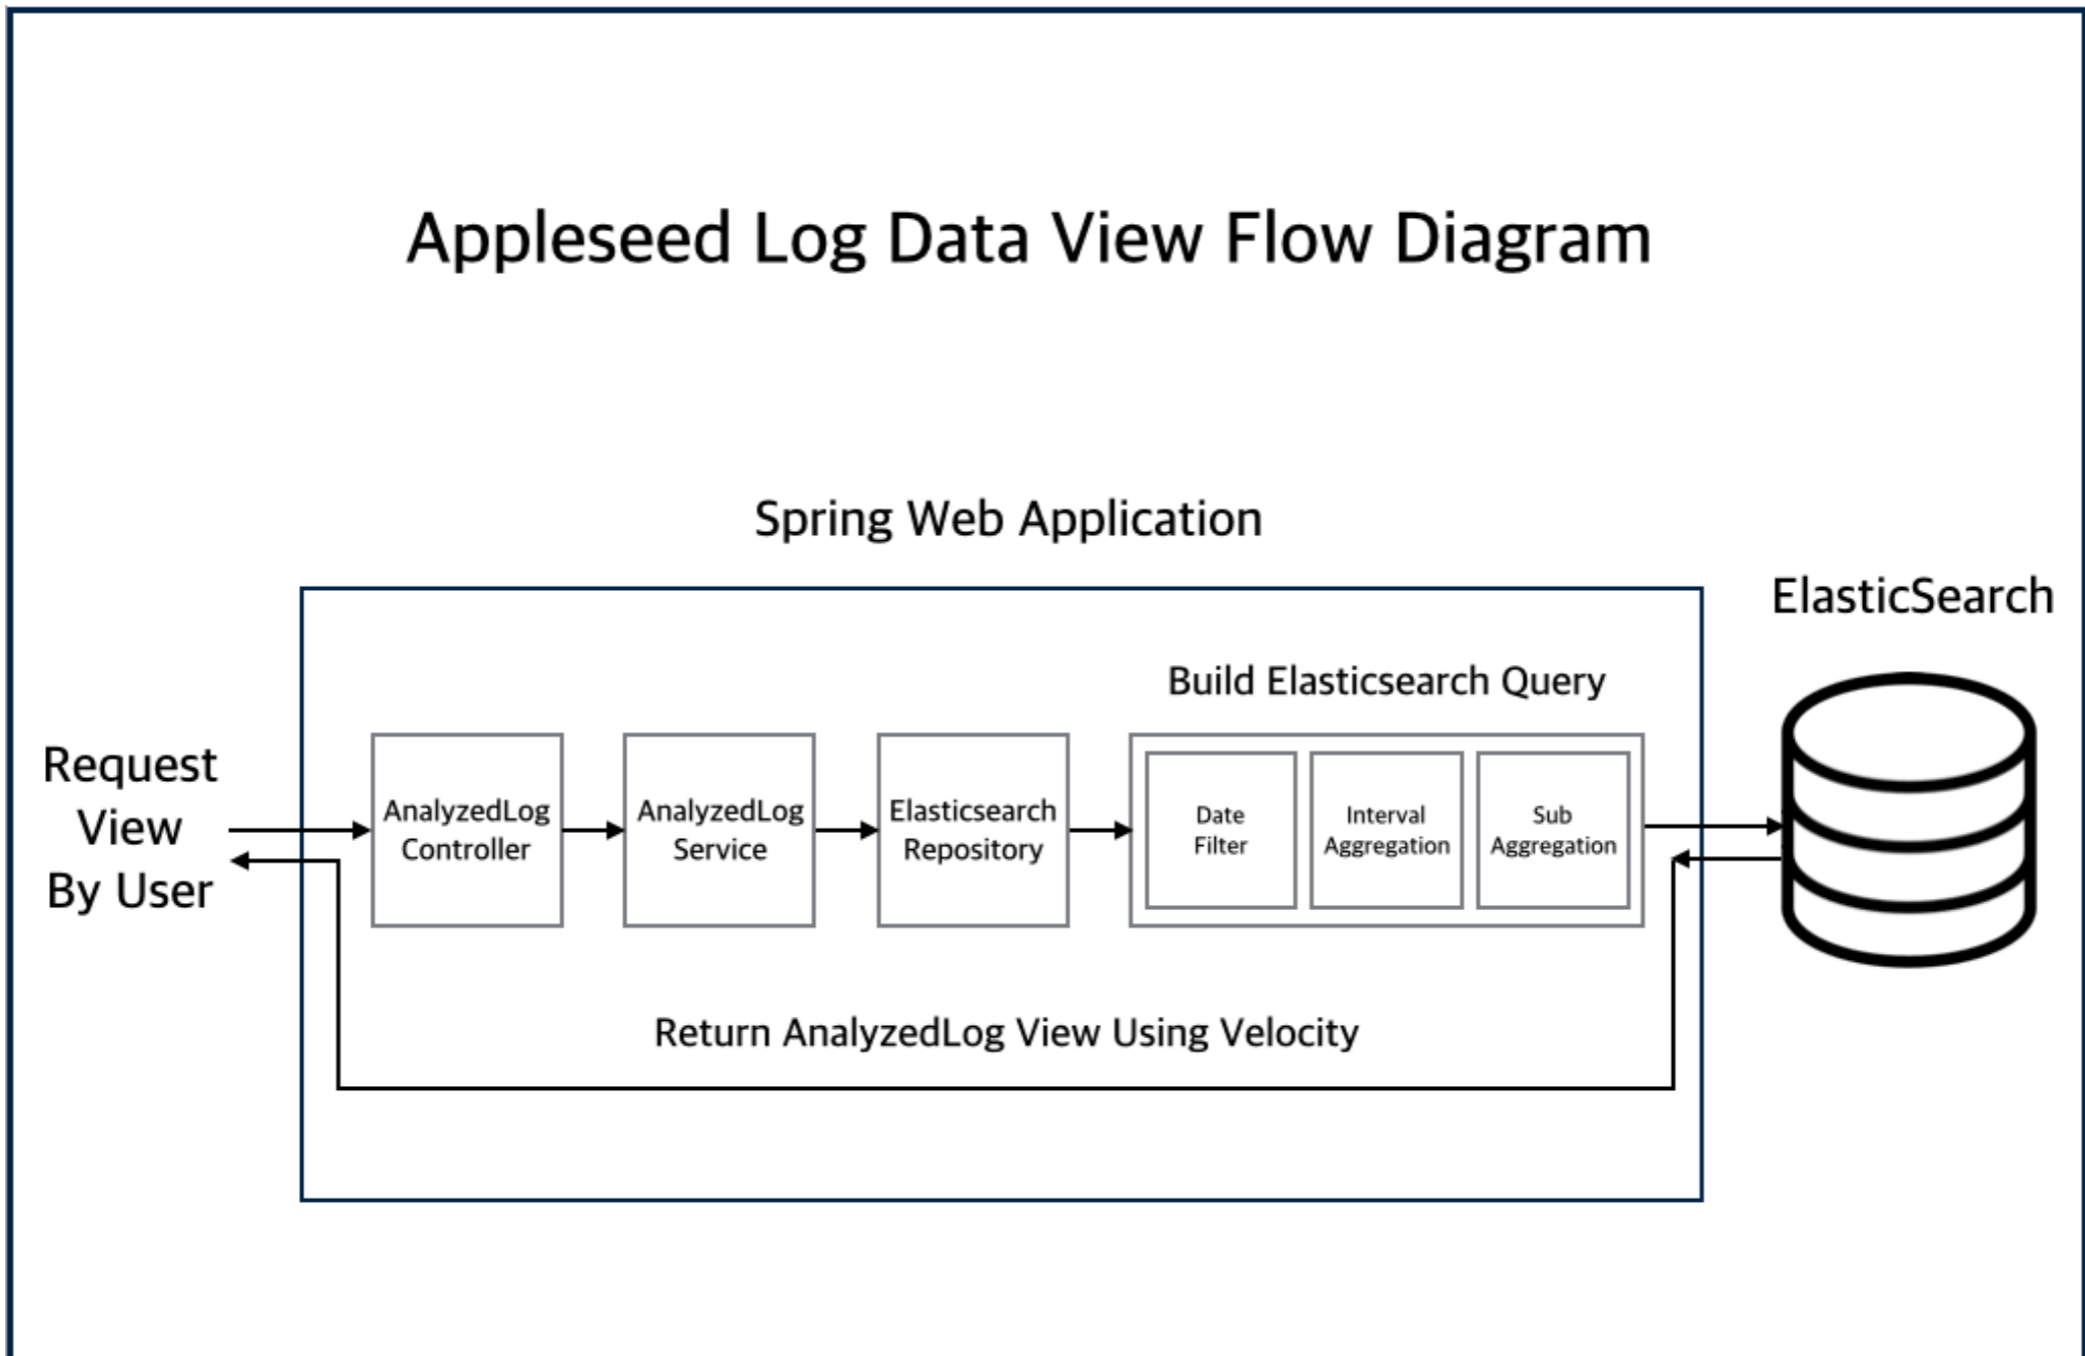 Appleseed Log Data View Flow Diagram
Spring Web Application
ElasticSearch
Build Elasticsearch Query
Request
View
By User
AnalyzedLog
Controller
AnalyzedLog
Service
Elasticsearch
Repository
Date
Filter
Interval
Aggregation
Sub
Aggregation
Return AnalyzedLog View Using Velocity